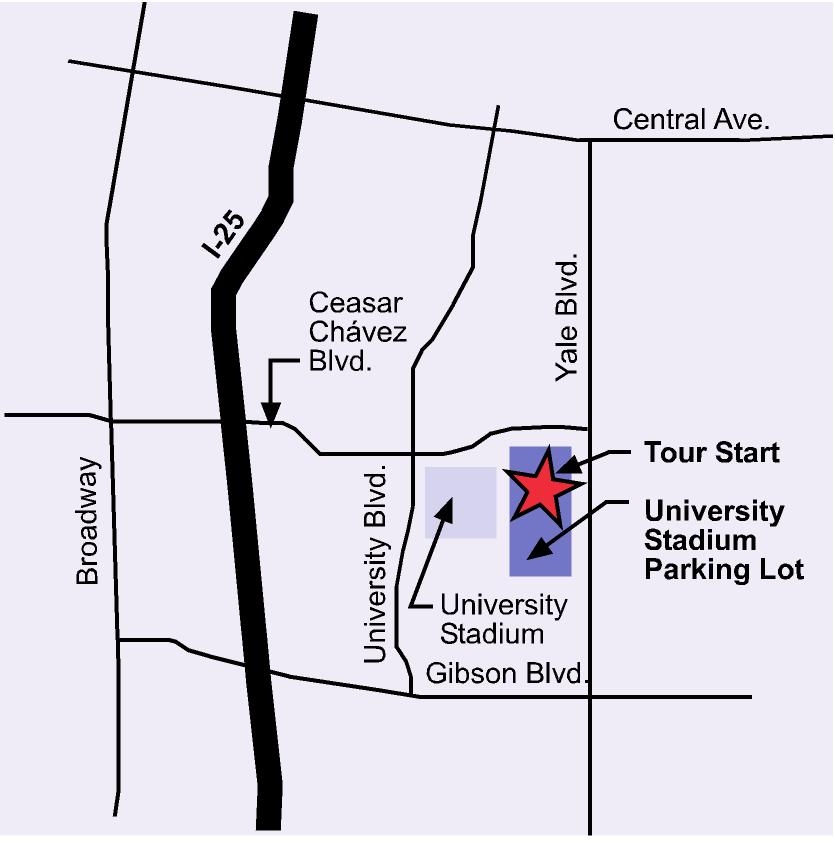 Central Ave.
I-25
Yale Blvd.
Ceasar
Chávez
Blvd.
Broadway
University Blvd.
Tour Start
University
Stadium
Parking Lot
University
Stadium
Gibson Blvd.